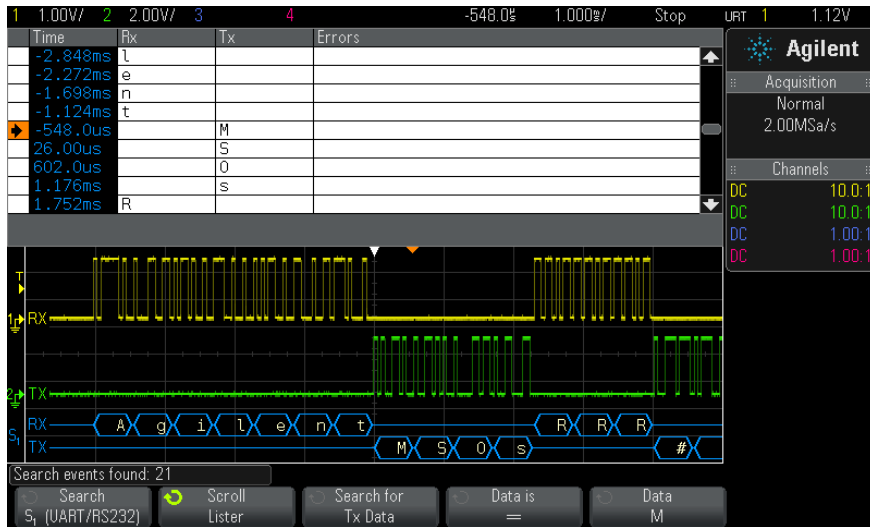 1 1.00V/ 2 2.00V/ 3 4 -548.0us 1.000ms/ Stop URT 1 1.12V
Time Rx Tx Errors
-2.848ms l
-2.272ms e
-1.698ms n
-1.124ms t
-548.0us M
26.00us S
602.0us O
1.176ms s
1.752ms R
Agilent
Acquisition
Normal
2.00MSa/s
Channels
DC 10.0:1
DC 10.0:1
DC 1.00:1
DC 1.00:1
T
1 RX
2 TX
S1 RX A g i l e n t R R R
TX M S O s #
Search events found: 21
Search
S1 (UART/RS232)
Scroll
Lister
Search for
Tx Data
Data is
=
Data
M